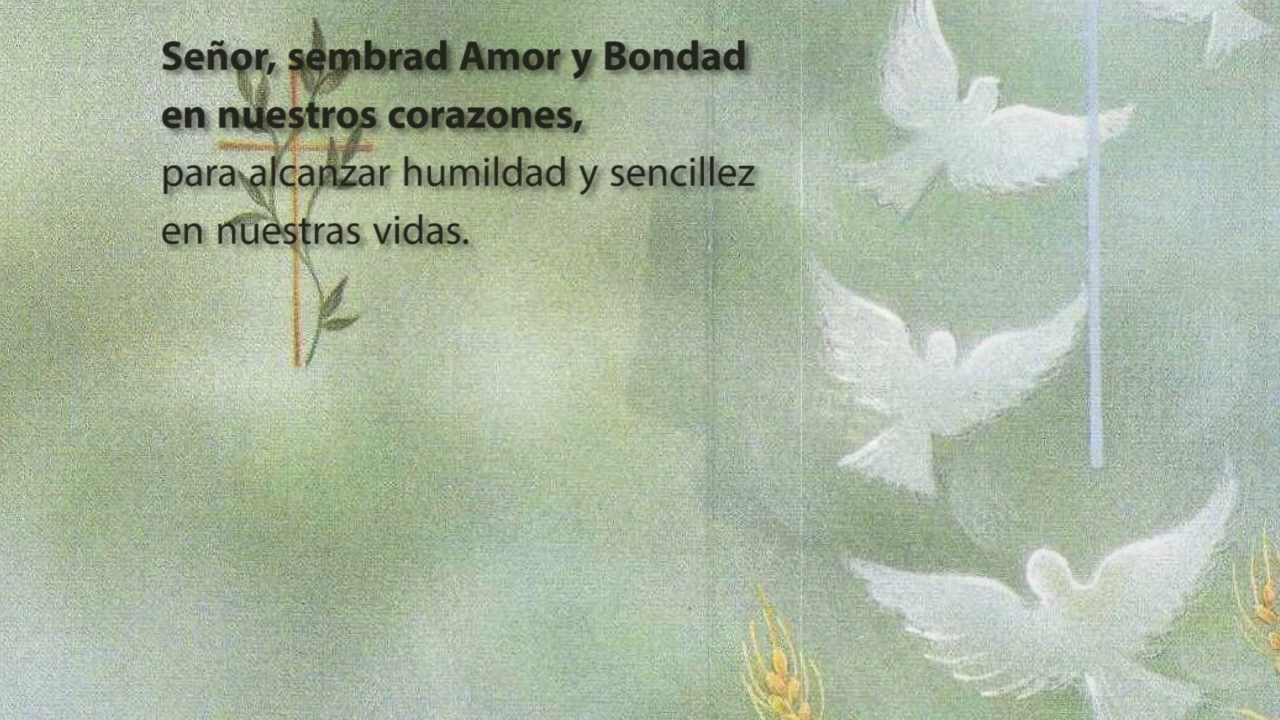 Señor, sembrad Amor y Bondad
en nuestros corazones,
para alcanzar humildad y sencillez
en nuestras vidas.